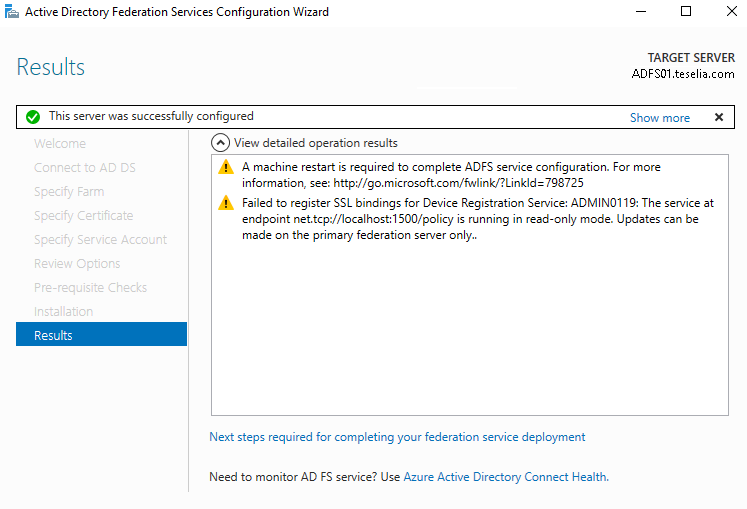 Active Directory Federation Services Configuration Wizard
Results
TARGET SERVER
ADFS01.teselia.com
This server was successfully configured
Show more
Welcome
Connect to AD DS
Specify Farm
Specify Certificate
Specify Service Account
Review Options
Pre-requisite Checks
Installation
Results
View detailed operation results
A machine restart is required to complete ADFS service configuration. For more
information, see: http://go.microsoft.com/fwlink/?LinkId=798725
Failed to register SSL bindings for Device Registration Service: ADMIN0119: The service at
endpoint net.tcp://localhost:1500/policy is running in read-only mode. Updates can be
made on the primary federation server only..
Next steps required for completing your federation service deployment
Need to monitor AD FS service? Use Azure Active Directory Connect Health.